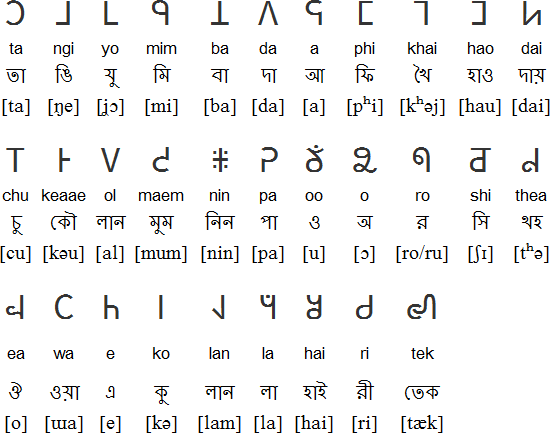 𖩀 𖩁 𖩂 𖩃 𖩄 𖩅 𖩆 𖩇 𖩈 𖩉 𖩊
ta ngi yo mim ba da a phi khai hao dai
তা ঙি যু মি বা দা আ ফি খৈ হাও দায়
[ta] [ŋe] [jɔ] [mi] [ba] [da] [a] [pʰi] [kʰəj] [hau] [dai]
𖩋 𖩌 𖩍 𖩎 𖩏 𖩐 𖩑 𖩒 𖩓 𖩔 𖩕
chu keaae ol maem nin pa oo o ro shi thea
চু কৌ লান মুম নিন পা ও অ র সি থহ
[cu] [kəu] [al] [mum] [nin] [pa] [u] [ɔ] [ro/ru] [ʃɪ] [tʰə]
𖩖 𖩗 𖩘 𖩙 𖩚 𖩛 𖩜 𖩝 𖩞
ea wa e ko lan la hai ri tek
ঐ ওয়া এ কু লান লা হাই রী তেক
[o] [ɯa] [e] [kə] [lam] [la] [hai] [ri] [tæk]